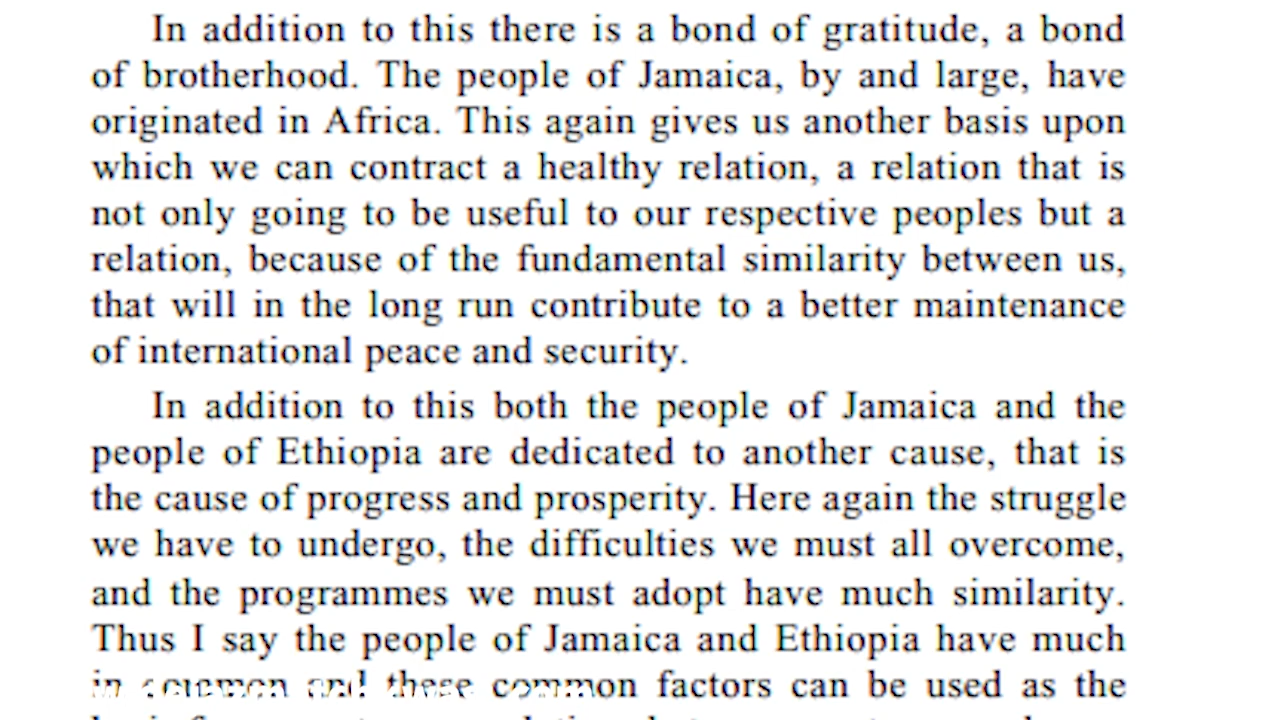 In addition to this there is a bond of gratitude, a bond
of brotherhood. The people of Jamaica, by and large, have
originated in Africa. This again gives us another basis upon
which we can contract a healthy relation, a relation that is
not only going to be useful to our respective peoples but a
relation, because of the fundamental similarity between us,
that will in the long run contribute to a better maintenance
of international peace and security.
In addition to this both the people of Jamaica and the
people of Ethiopia are dedicated to another cause, that is
the cause of progress and prosperity. Here again the struggle
we have to undergo, the difficulties we must all overcome,
and the programmes we must adopt have much similarity.
Thus I say the people of Jamaica and Ethiopia have much
in common and these common factors can be used as the